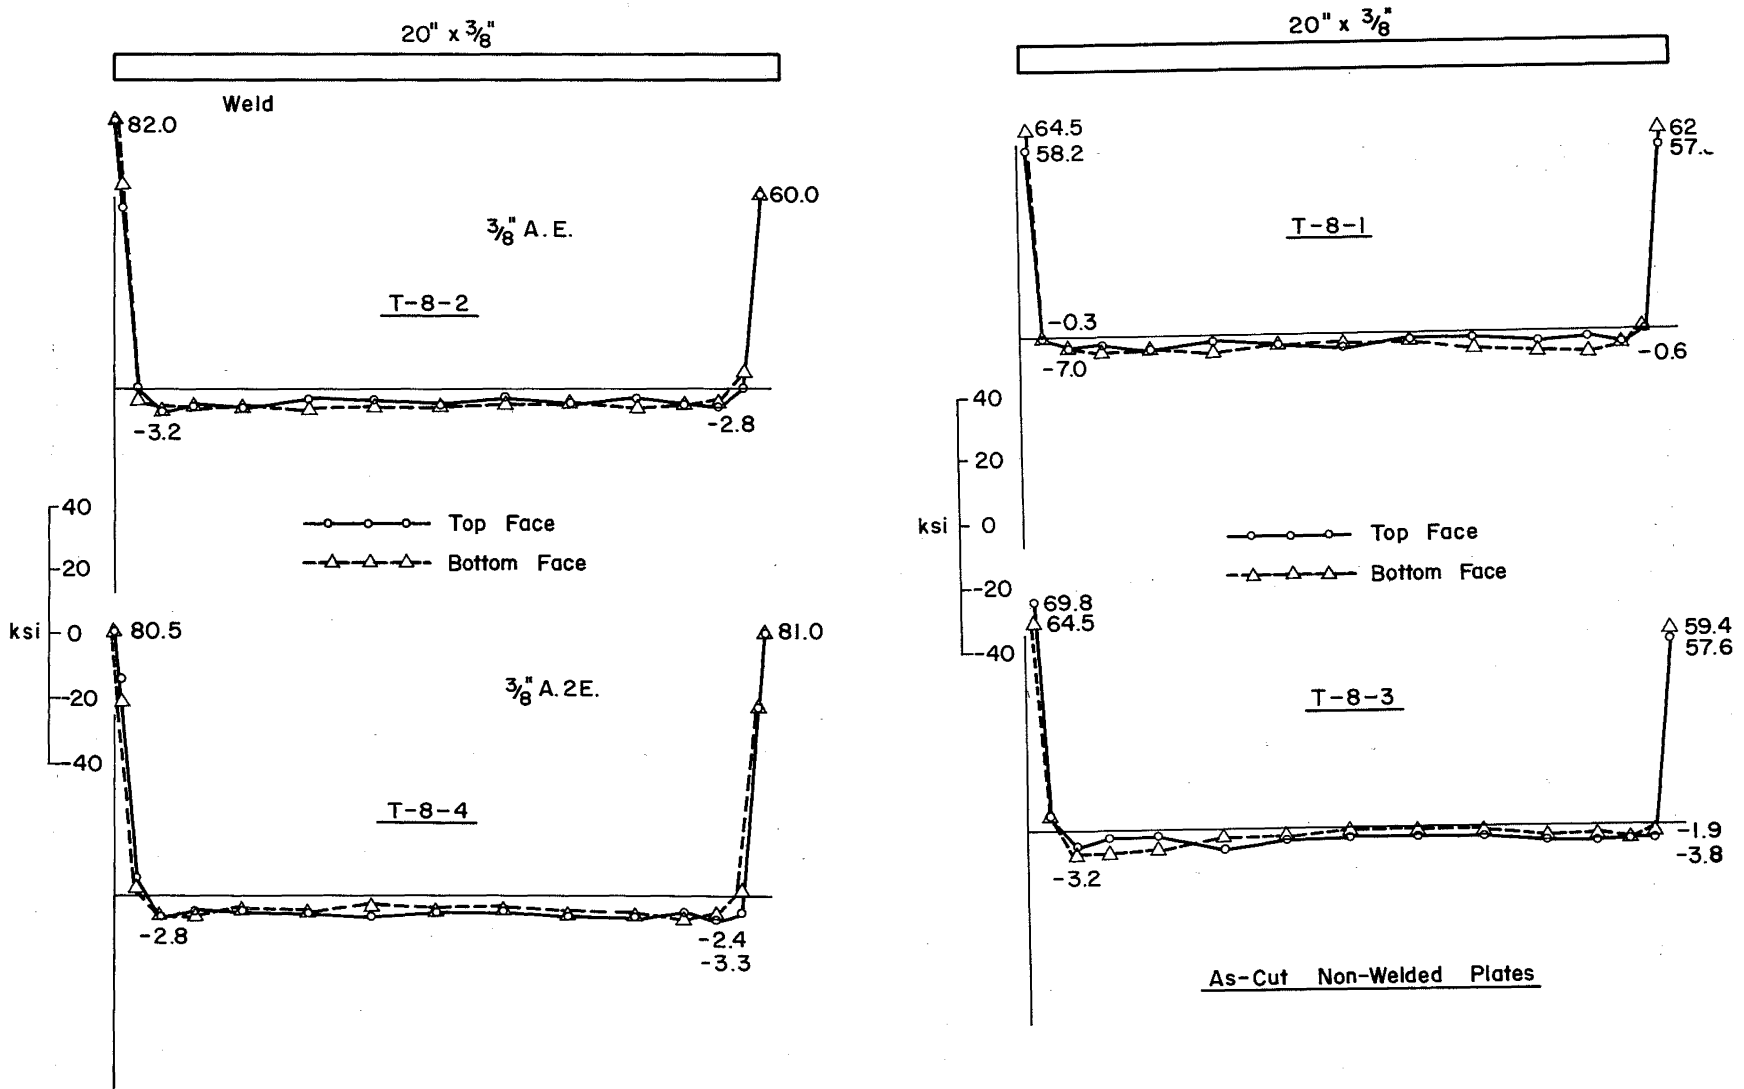 20" x 3/8"
Weld
82.0
60.0
3/8" A.E.
T-8-2
-3.2
-2.8
40
20
ksi 0
-20
-40
Top Face
Bottom Face
80.5
81.0
3/8" A.2E.
T-8-4
-2.8
-2.4
-3.3
20" x 3/8"
64.5
58.2
62
57.
T-8-1
-0.3
-7.0
-0.6
40
20
ksi 0
-20
-40
Top Face
Bottom Face
69.8
64.5
59.4
57.6
T-8-3
-1.9
-3.8
-3.2
As-Cut Non-Welded Plates